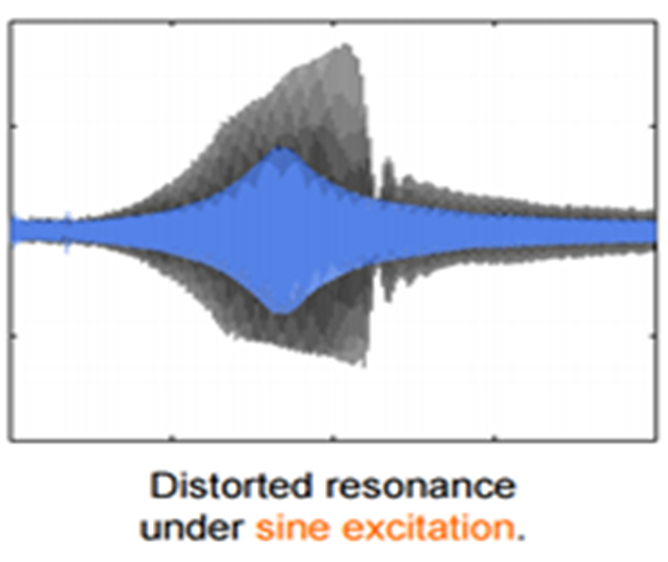 Distorted resonance
under sine excitation.